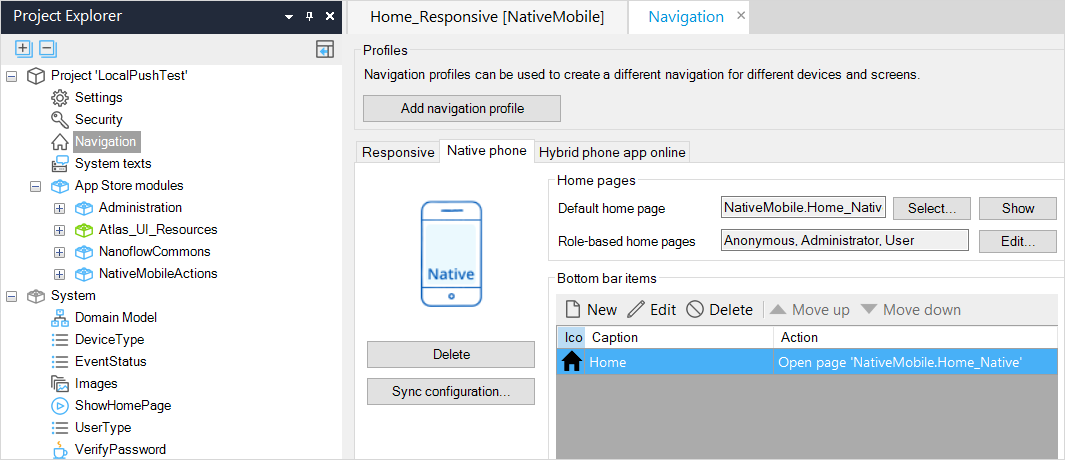 Project Explorer
Project 'LocalPushTest'
Settings
Security
Navigation
System texts
App Store modules
Administration
Atlas_UI_Resources
NanoflowCommons
NativeMobileActions
System
Domain Model
DeviceType
EventStatus
Images
ShowHomePage
UserType
VerifyPassword
Home_Responsive [NativeMobile]
Navigation
Profiles
Navigation profiles can be used to create a different navigation for different devices and screens.
Add navigation profile
Responsive
Native phone
Hybrid phone app online
Native
Delete
Sync configuration...
Home pages
Default home page
NativeMobile.Home_Nativ
Select...
Show
Role-based home pages
Anonymous, Administrator, User
Edit...
Bottom bar items
New
Edit
Delete
Move up
Move down
Ico
Caption
Action
Home
Open page 'NativeMobile.Home_Native'